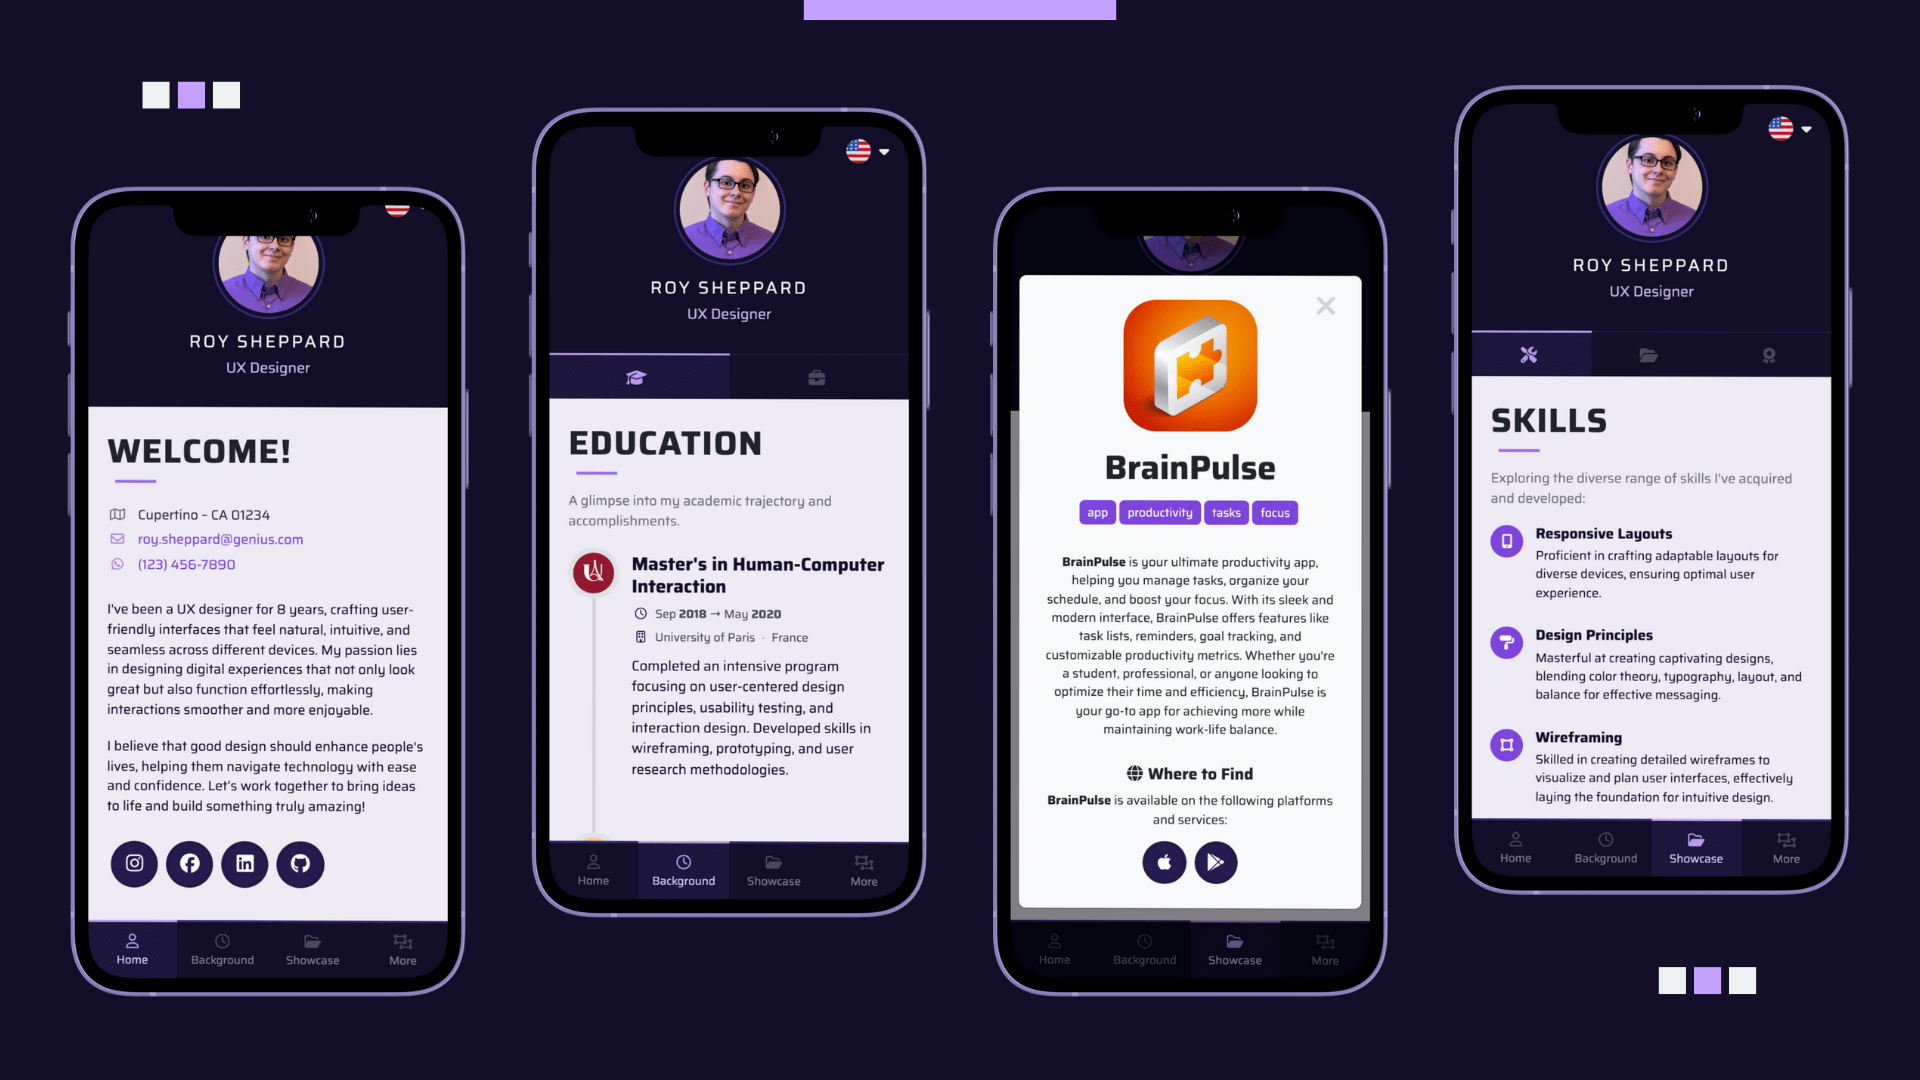 ROY SHEPPARD
UX Designer
WELCOME!
Cupertino – CA 01234
roy.sheppard@genius.com
(123) 456-7890
I've been a UX designer for 8 years, crafting user-
friendly interfaces that feel natural, intuitive, and
seamless across different devices. My passion lies
in designing digital experiences that not only look
great but also function effortlessly, making
interactions smoother and more enjoyable.
I believe that good design should enhance people's
lives, helping them navigate technology with ease
and confidence. Let's work together to bring ideas
to life and build something truly amazing!
Home
Background
Showcase
More
ROY SHEPPARD
UX Designer
EDUCATION
A glimpse into my academic trajectory and
accomplishments.
Master's in Human-Computer
Interaction
Sep 2018 → May 2020
University of Paris · France
Completed an intensive program
focusing on user-centered design
principles, usability testing, and
interaction design. Developed skills in
wireframing, prototyping, and user
research methodologies.
Home
Background
Showcase
More
BrainPulse
app productivity tasks focus
BrainPulse is your ultimate productivity app,
helping you manage tasks, organize your
schedule, and boost your focus. With its sleek and
modern interface, BrainPulse offers features like
task lists, reminders, goal tracking, and
customizable productivity metrics. Whether you're
a student, professional, or anyone looking to
optimize their time and efficiency, BrainPulse is
your go-to app for achieving more while
maintaining work-life balance.
Where to Find
BrainPulse is available on the following platforms
and services:
Home
Background
Showcase
More
ROY SHEPPARD
UX Designer
SKILLS
Exploring the diverse range of skills I've acquired
and developed:
Responsive Layouts
Proficient in crafting adaptable layouts for
diverse devices, ensuring optimal user
experience.
Design Principles
Masterful at creating captivating designs,
blending color theory, typography, layout, and
balance for effective messaging.
Wireframing
Skilled in creating detailed wireframes to
visualize and plan user interfaces, effectively
laying the foundation for intuitive design.
Home
Background
Showcase
More